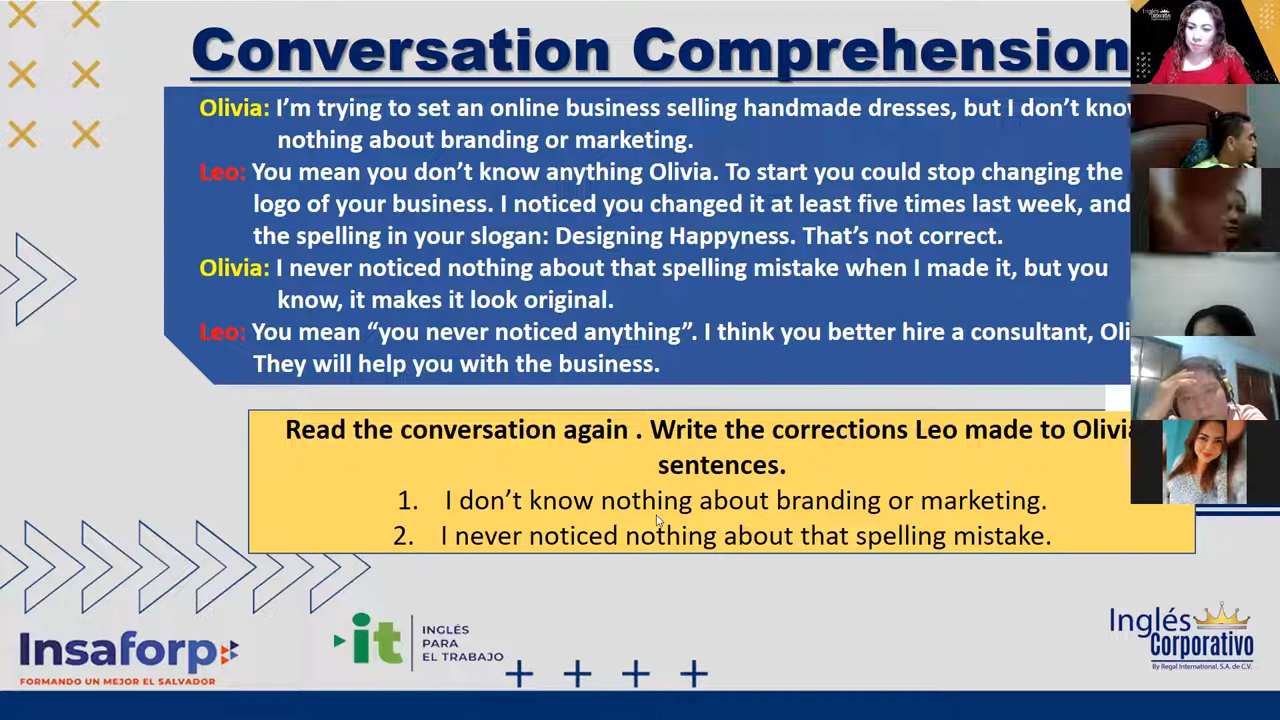 Conversation Comprehension
Olivia: I'm trying to set an online business selling handmade dresses, but I don't know
nothing about branding or marketing.
Leo: You mean you don't know anything Olivia. To start you could stop changing the
logo of your business. I noticed you changed it at least five times last week, and
the spelling in your slogan: Designing Happyness. That's not correct.
Olivia: I never noticed nothing about that spelling mistake when I made it, but you
know, it makes it look original.
Leo: You mean “you never noticed anything”. I think you better hire a consultant, Oli
They will help you with the business.
Read the conversation again . Write the corrections Leo made to Olivia
sentences.
1. I don't know nothing about branding or marketing.
2. I never noticed nothing about that spelling mistake.
Insaforp
FORMANDO UN MEJOR EL SALVADOR
it
INGLÉS
PARA
EL TRABAJO
Inglés
Corporativo
By Regal International, S.A. de C.V.
Inglés
Corporativo